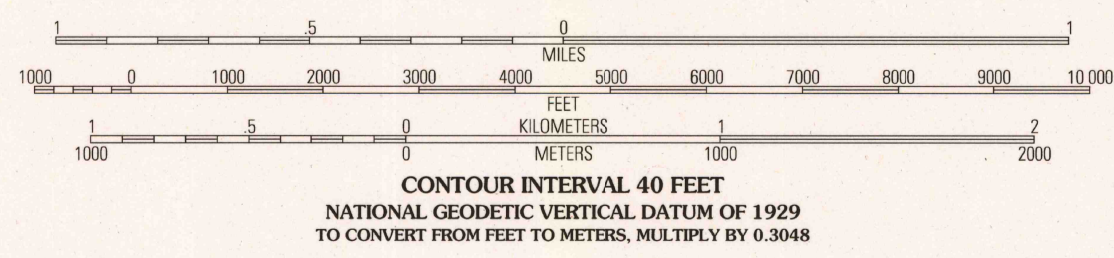 1 .5 0 1
MILES
1000 0 1000 2000 3000 4000 5000 6000 7000 8000 9000 10 000
FEET
1 .5 0 KILOMETERS 1 2
1000 0 METERS 1000 2000
CONTOUR INTERVAL 40 FEET
NATIONAL GEODETIC VERTICAL DATUM OF 1929
TO CONVERT FROM FEET TO METERS, MULTIPLY BY 0.3048